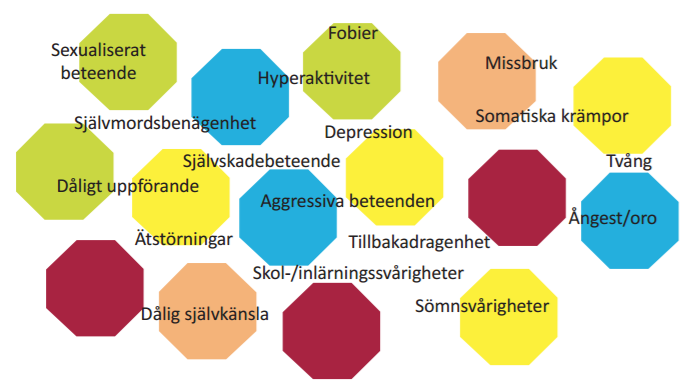 Fobier
Sexualiserat
beteende
Missbruk
Hyperaktivitet
Somatiska krämpor
Självmordsbenägenhet
Depression
Självskadebeteende
Tvång
Dåligt uppförande
Aggressiva beteenden
Ångest/oro
Ätstörningar
Tillbakadragenhet
Skol-/inlärningssvårigheter
Sömnsvårigheter
Dålig självkänsla